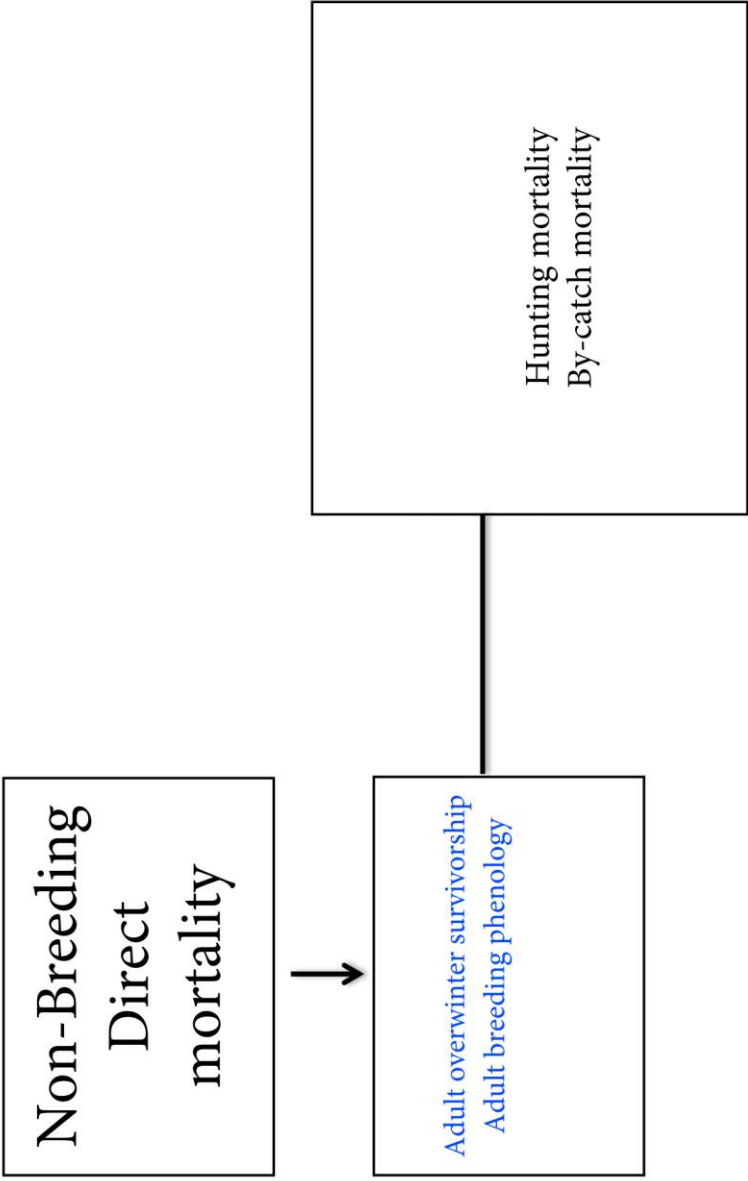 Non-Breeding
Direct
mortality
Adult overwinter survivorship
Adult breeding phenology
Hunting mortality
By-catch mortality